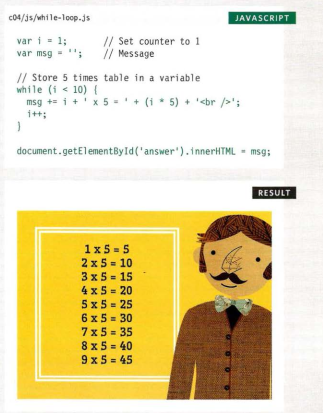 c04/js/while-loop.js JAVASCRIPT
var i = 1; // Set counter to 1
var msg = ''; // Message
// Store 5 times table in a variable
while (i < 10) {
msg += i + ' x 5 = ' + (i * 5) + '<br />';
i++;
}
document.getElementById('answer').innerHTML = msg;
RESULT
1 x 5 = 5
2 x 5 = 10
3 x 5 = 15
4 x 5 = 20
5 x 5 = 25
6 x 5 = 30
7 x 5 = 35
8 x 5 = 40
9 x 5 = 45